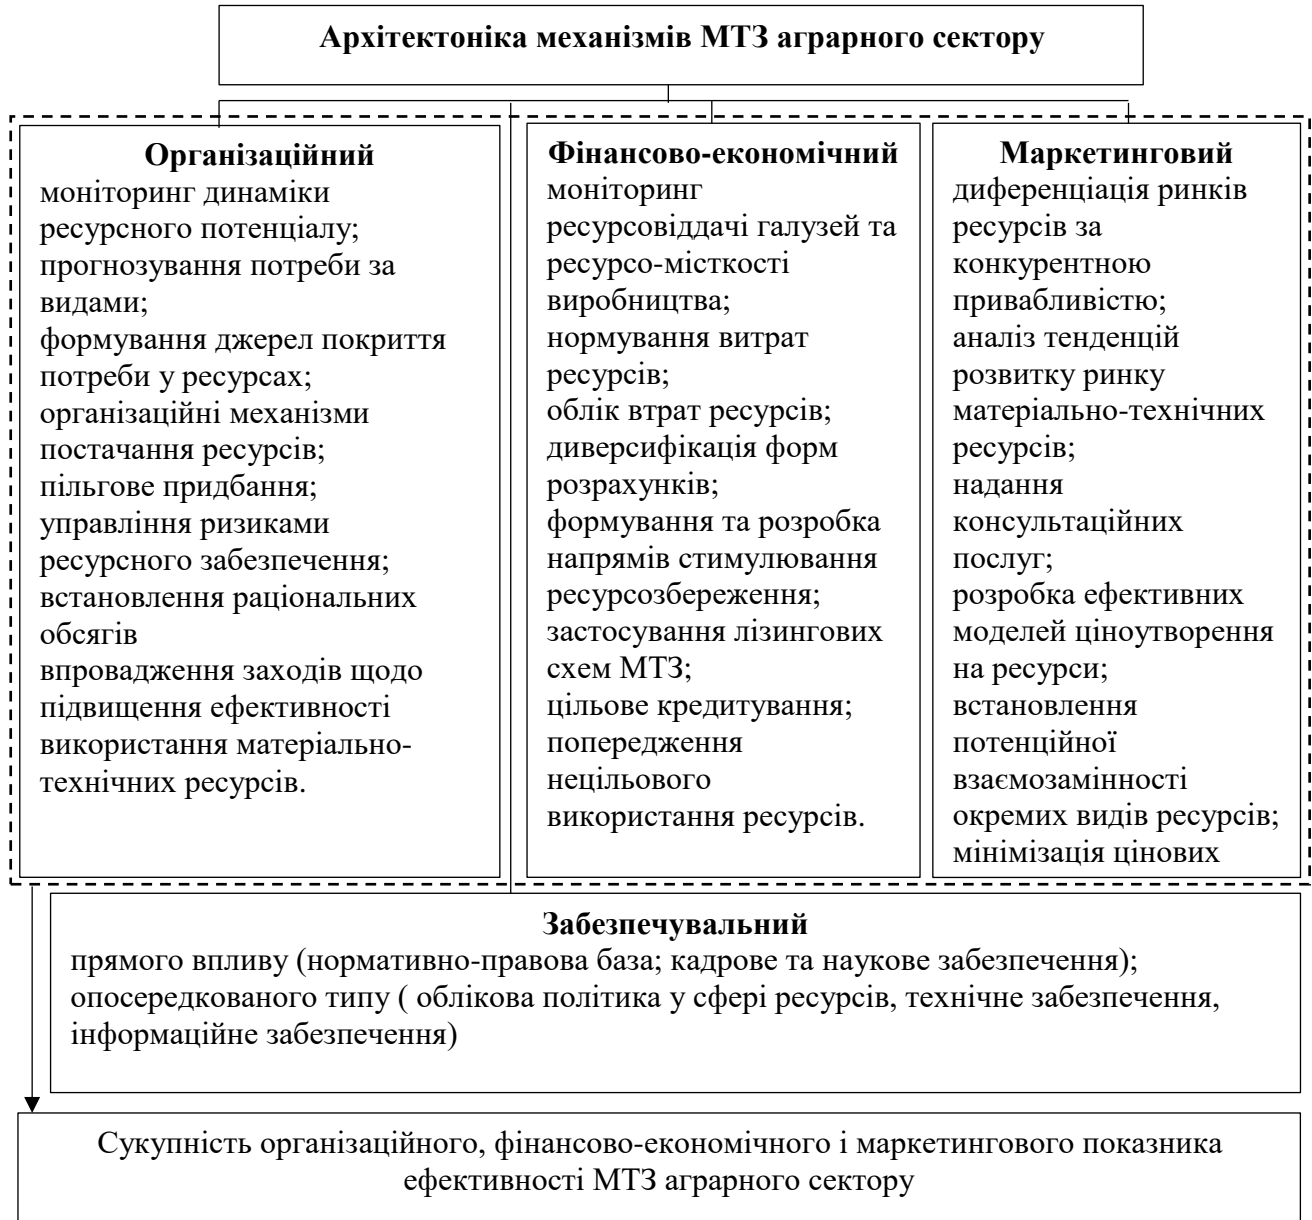 Архітектоніка механізмів МТЗ аграрного сектору
Організаційний
моніторинг динаміки
ресурсного потенціалу;
прогнозування потреби за
видами;
формування джерел покриття
потреби у ресурсах;
організаційні механізми
постачання ресурсів;
пільгове придбання;
управління ризиками
ресурсного забезпечення;
встановлення раціональних
обсягів
впровадження заходів щодо
підвищення ефективності
використання матеріально-
технічних ресурсів.
Фінансово-економічний
моніторинг
ресурсовіддачі галузей та
ресурсо-місткості
виробництва;
нормування витрат
ресурсів;
облік втрат ресурсів;
диверсифікація форм
розрахунків;
формування та розробка
напрямів стимулювання
ресурсозбереження;
застосування лізингових
схем МТЗ;
цільове кредитування;
попередження
нецільового
використання ресурсів.
Маркетинговий
диференціація ринків
ресурсів за
конкурентною
привабливістю;
аналіз тенденцій
розвитку ринку
матеріально-технічних
ресурсів;
надання
консультаційних
послуг;
розробка ефективних
моделей ціноутворення
на ресурси;
встановлення
потенційної
взаємозамінності
окремих видів ресурсів;
мінімізація цінових
Забезпечувальний
прямого впливу (нормативно-правова база; кадрове та наукове забезпечення);
опосередкованого типу ( облікова політика у сфері ресурсів, технічне забезпечення,
інформаційне забезпечення)
Сукупність організаційного, фінансово-економічного і маркетингового показника
ефективності МТЗ аграрного сектору